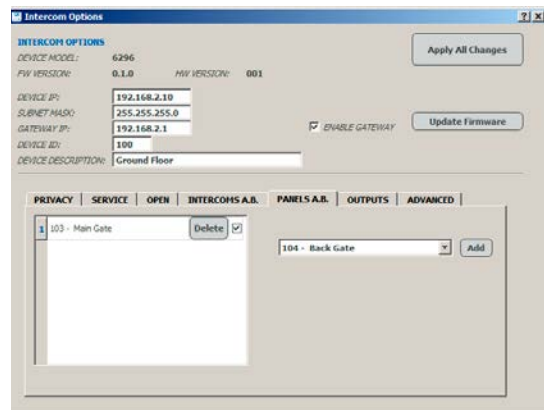 Intercom Options
INTERCOM OPTIONS
DEVICE MODEL: 6296
FW VERSION: 0.1.0 HW VERSION: 001
Apply All Changes
DEVICE IP: 192.168.2.10
SUBNET MASK: 255.255.255.0
GATEWAY IP: 192.168.2.1
ENABLE GATEWAY
Update Firmware
DEVICE ID: 100
DEVICE DESCRIPTION: Ground Floor
PRIVACY SERVICE OPEN INTERCOMS A.B. PANELS A.B. OUTPUTS ADVANCED
1 103 - Main Gate Delete
104 - Back Gate Add